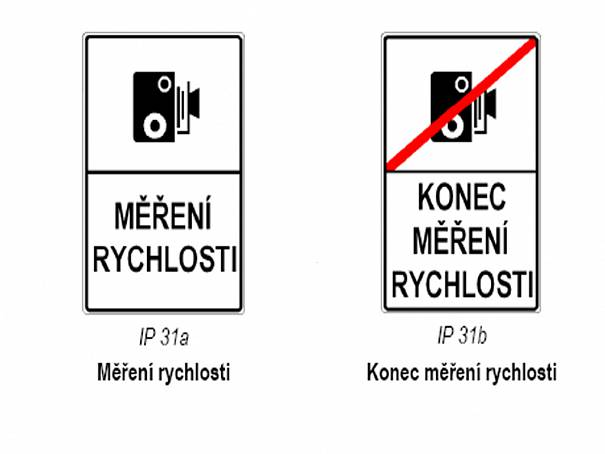 MĚŘENÍ
RYCHLOSTI
IP 31a
Měření rychlosti
KONEC
MĚŘENÍ
RYCHLOSTI
IP 31b
Konec měření rychlosti